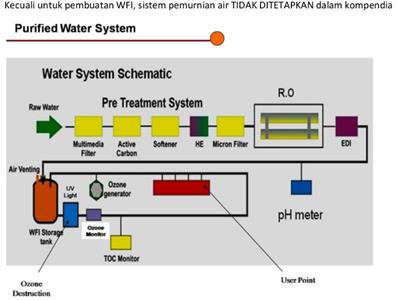 Kecuali untuk pembuatan WFI, sistem pemurnian air TIDAK DITETAPKAN dalam kompendia
Purified Water System
Water System Schematic
R.O
Raw Water
Pre Treatment System
Multimedia
Filter
Active
Carbon
Softener
HE
Micron Filter
EDI
Air Venting
UV
Light
Ozone
generator
pH meter
WFI Storage
tank
Ozone
Monitor
TOC Monitor
Ozone
Destruction
User Point